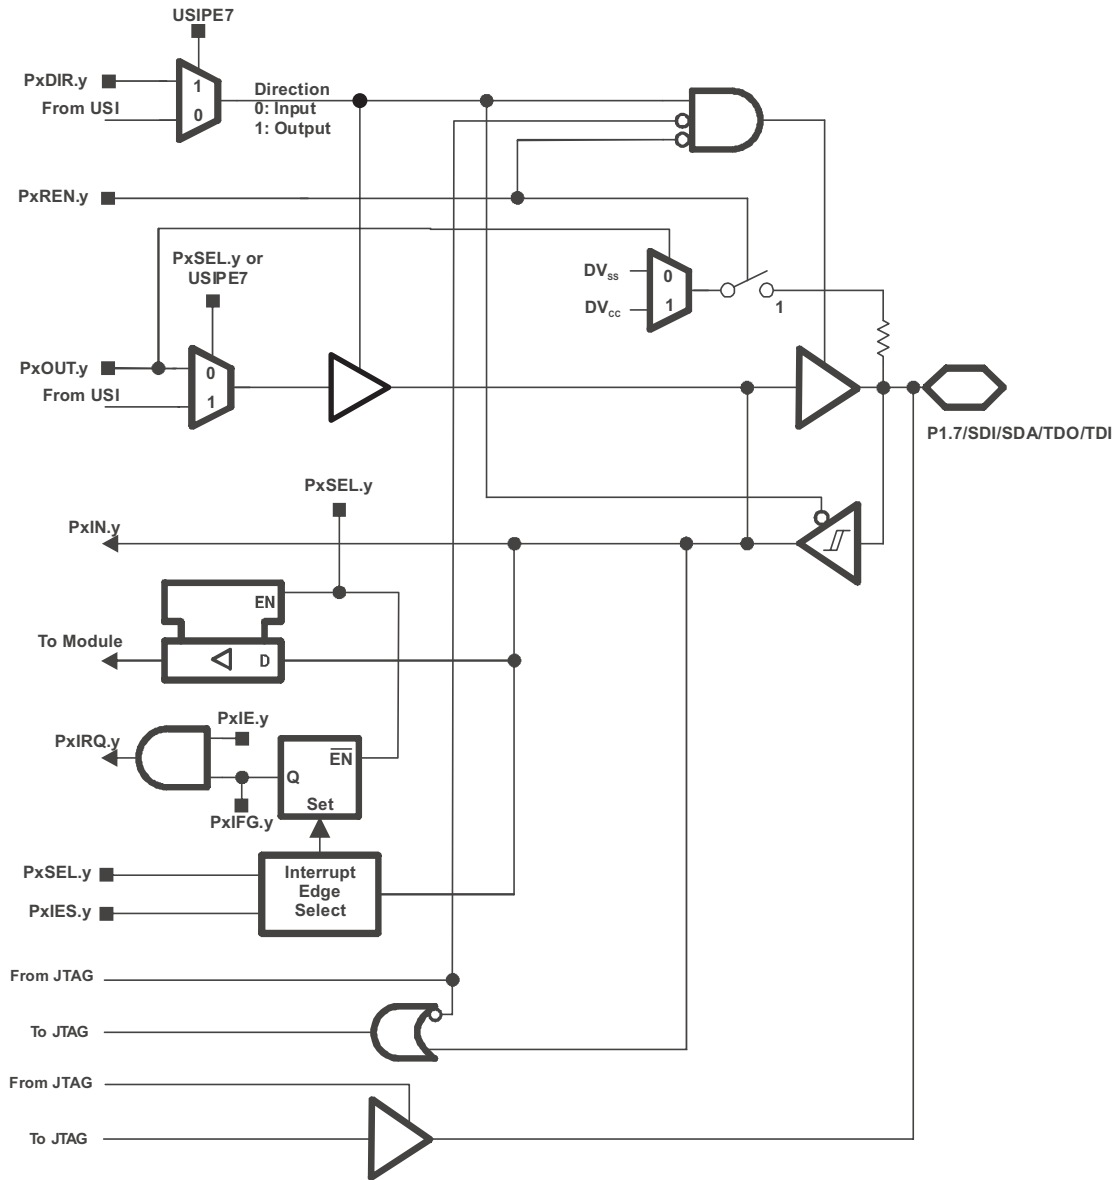 USIPE7
PxDIR.y
1
From USI
0
Direction
0: Input
1: Output
PxREN.y
PxSEL.y or
USIPE7
DVSS
0
DVCC
1
1
PxOUT.y
0
From USI
1
P1.7/SDI/SDA/TDO/TDI
PxSEL.y
PxIN.y
EN
To Module
D
PxIE.y
PxIRQ.y
EN
Q
Set
PxIFG.y
PxSEL.y
Interrupt
Edge
Select
PxIES.y
From JTAG
To JTAG
From JTAG
To JTAG